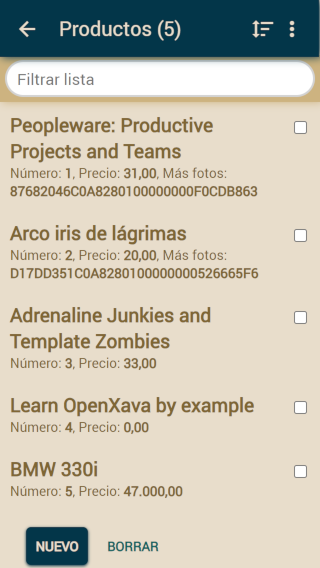 Productos (5)
Filtrar lista
Peopleware: Productive
Projects and Teams
Número: 1, Precio: 31,00, Más fotos:
87682046C0A8280100000000F0CDB863
Arco iris de lágrimas
Número: 2, Precio: 20,00, Más fotos:
D17DD351C0A8280100000000526665F6
Adrenaline Junkies and
Template Zombies
Número: 3, Precio: 33,00
Learn OpenXava by example
Número: 4, Precio: 0,00
BMW 330i
Número: 5, Precio: 47.000,00
NUEVO BORRAR